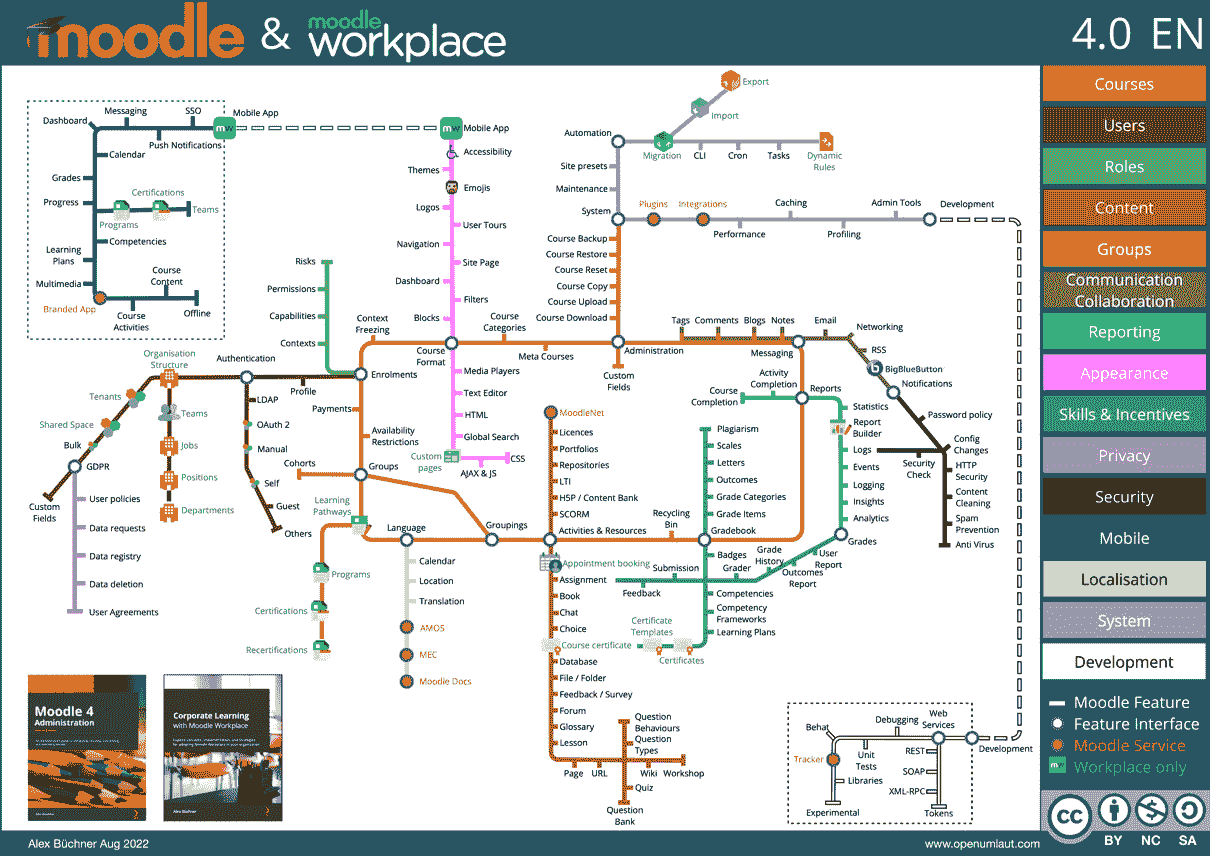 moodle & moodle workplace
4.0 EN
Courses
Users
Roles
Content
Groups
Communication
Collaboration
Reporting
Appearance
Skills & Incentives
Privacy
Security
Mobile
Localisation
System
Development
Moodle Feature
Feature Interface
Moodle Service
Workplace only
BY NC SA
Dashboard
Messaging
SSO
Mobile App
Push Notifications
Calendar
Grades
Progress
Certifications
Programs
Teams
Competencies
Learning
Plans
Multimedia
Course
Content
Branded App
Course
Activities
Offline
Mobile App
Accessibility
Themes
Emojis
Logos
User Tours
Navigation
Site Page
Dashboard
Filters
Blocks
Course
Format
Media Players
Text Editor
HTML
Global Search
Custom
pages
AJAX & JS
CSS
Export
Import
Automation
Migration
CLI
Cron
Tasks
Dynamic
Rules
Site presets
Maintenance
System
Plugins
Integrations
Performance
Caching
Profiling
Admin Tools
Development
Course Backup
Course Restore
Course Reset
Course Copy
Course Upload
Course Download
Administration
Custom
Fields
Risks
Permissions
Capabilities
Contexts
Context
Freezing
Course
Categories
Meta Courses
Tags
Comments
Blogs
Notes
Email
Messaging
Networking
RSS
BigBlueButton
Notifications
Password policy
Config
Changes
Security
Check
HTTP
Security
Content
Cleaning
Spam
Prevention
Anti Virus
Organisation
Structure
Authentication
Profile
Enrolments
Tenants
Shared Space
Bulk
GDPR
Custom
Fields
User policies
Data requests
Data registry
Data deletion
User Agreements
Teams
Jobs
Positions
Departments
LDAP
OAuth 2
Manual
Self
Guest
Others
Payments
Availability
Restrictions
Cohorts
Groups
Learning
Pathways
Programs
Certifications
Recertifications
Language
Calendar
Location
Translation
AMOS
MEC
Moodle Docs
Groupings
MoodleNet
Licences
Portfolios
Repositories
LTI
H5P / Content Bank
SCORM
Activities & Resources
Recycling
Bin
Gradebook
Appointment booking
Assignment
Book
Chat
Choice
Course certificate
Database
File / Folder
Feedback / Survey
Forum
Glossary
Lesson
Page
URL
Wiki
Workshop
Question
Behaviours
Question
Types
Quiz
Question
Bank
Activity
Completion
Course
Completion
Reports
Statistics
Report
Builder
Logs
Events
Logging
Insights
Analytics
Grades
Plagiarism
Scales
Letters
Outcomes
Grade Categories
Grade Items
Badges
Grader
Grade
History
User
Report
Outcomes
Report
Submission
Feedback
Competencies
Competency
Frameworks
Learning Plans
Certificate
Templates
Certificates
Behat
Debugging
Web
Services
Development
Unit
Tests
Tracker
Libraries
Experimental
REST
SOAP
XML-RPC
Tokens
Moodle 4
Administration
Corporate Learning
with Moodle Workplace
Alex Büchner
Alex Büchner Aug 2022
www.openumlaut.com